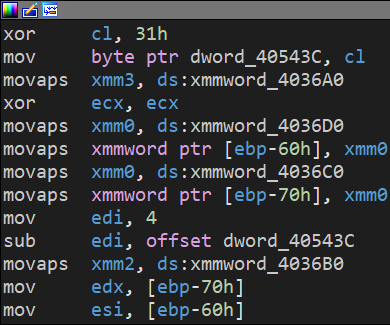 xor cl, 31h
mov byte ptr dword_40543C, cl
movaps xmm3, ds:xmmword_4036A0
xor ecx, ecx
movaps xmm0, ds:xmmword_4036D0
movaps xmmword ptr [ebp-60h], xmm0
movaps xmm0, ds:xmmword_4036C0
movaps xmmword ptr [ebp-70h], xmm0
mov edi, 4
sub edi, offset dword_40543C
movaps xmm2, ds:xmmword_4036B0
mov edx, [ebp-70h]
mov esi, [ebp-60h]